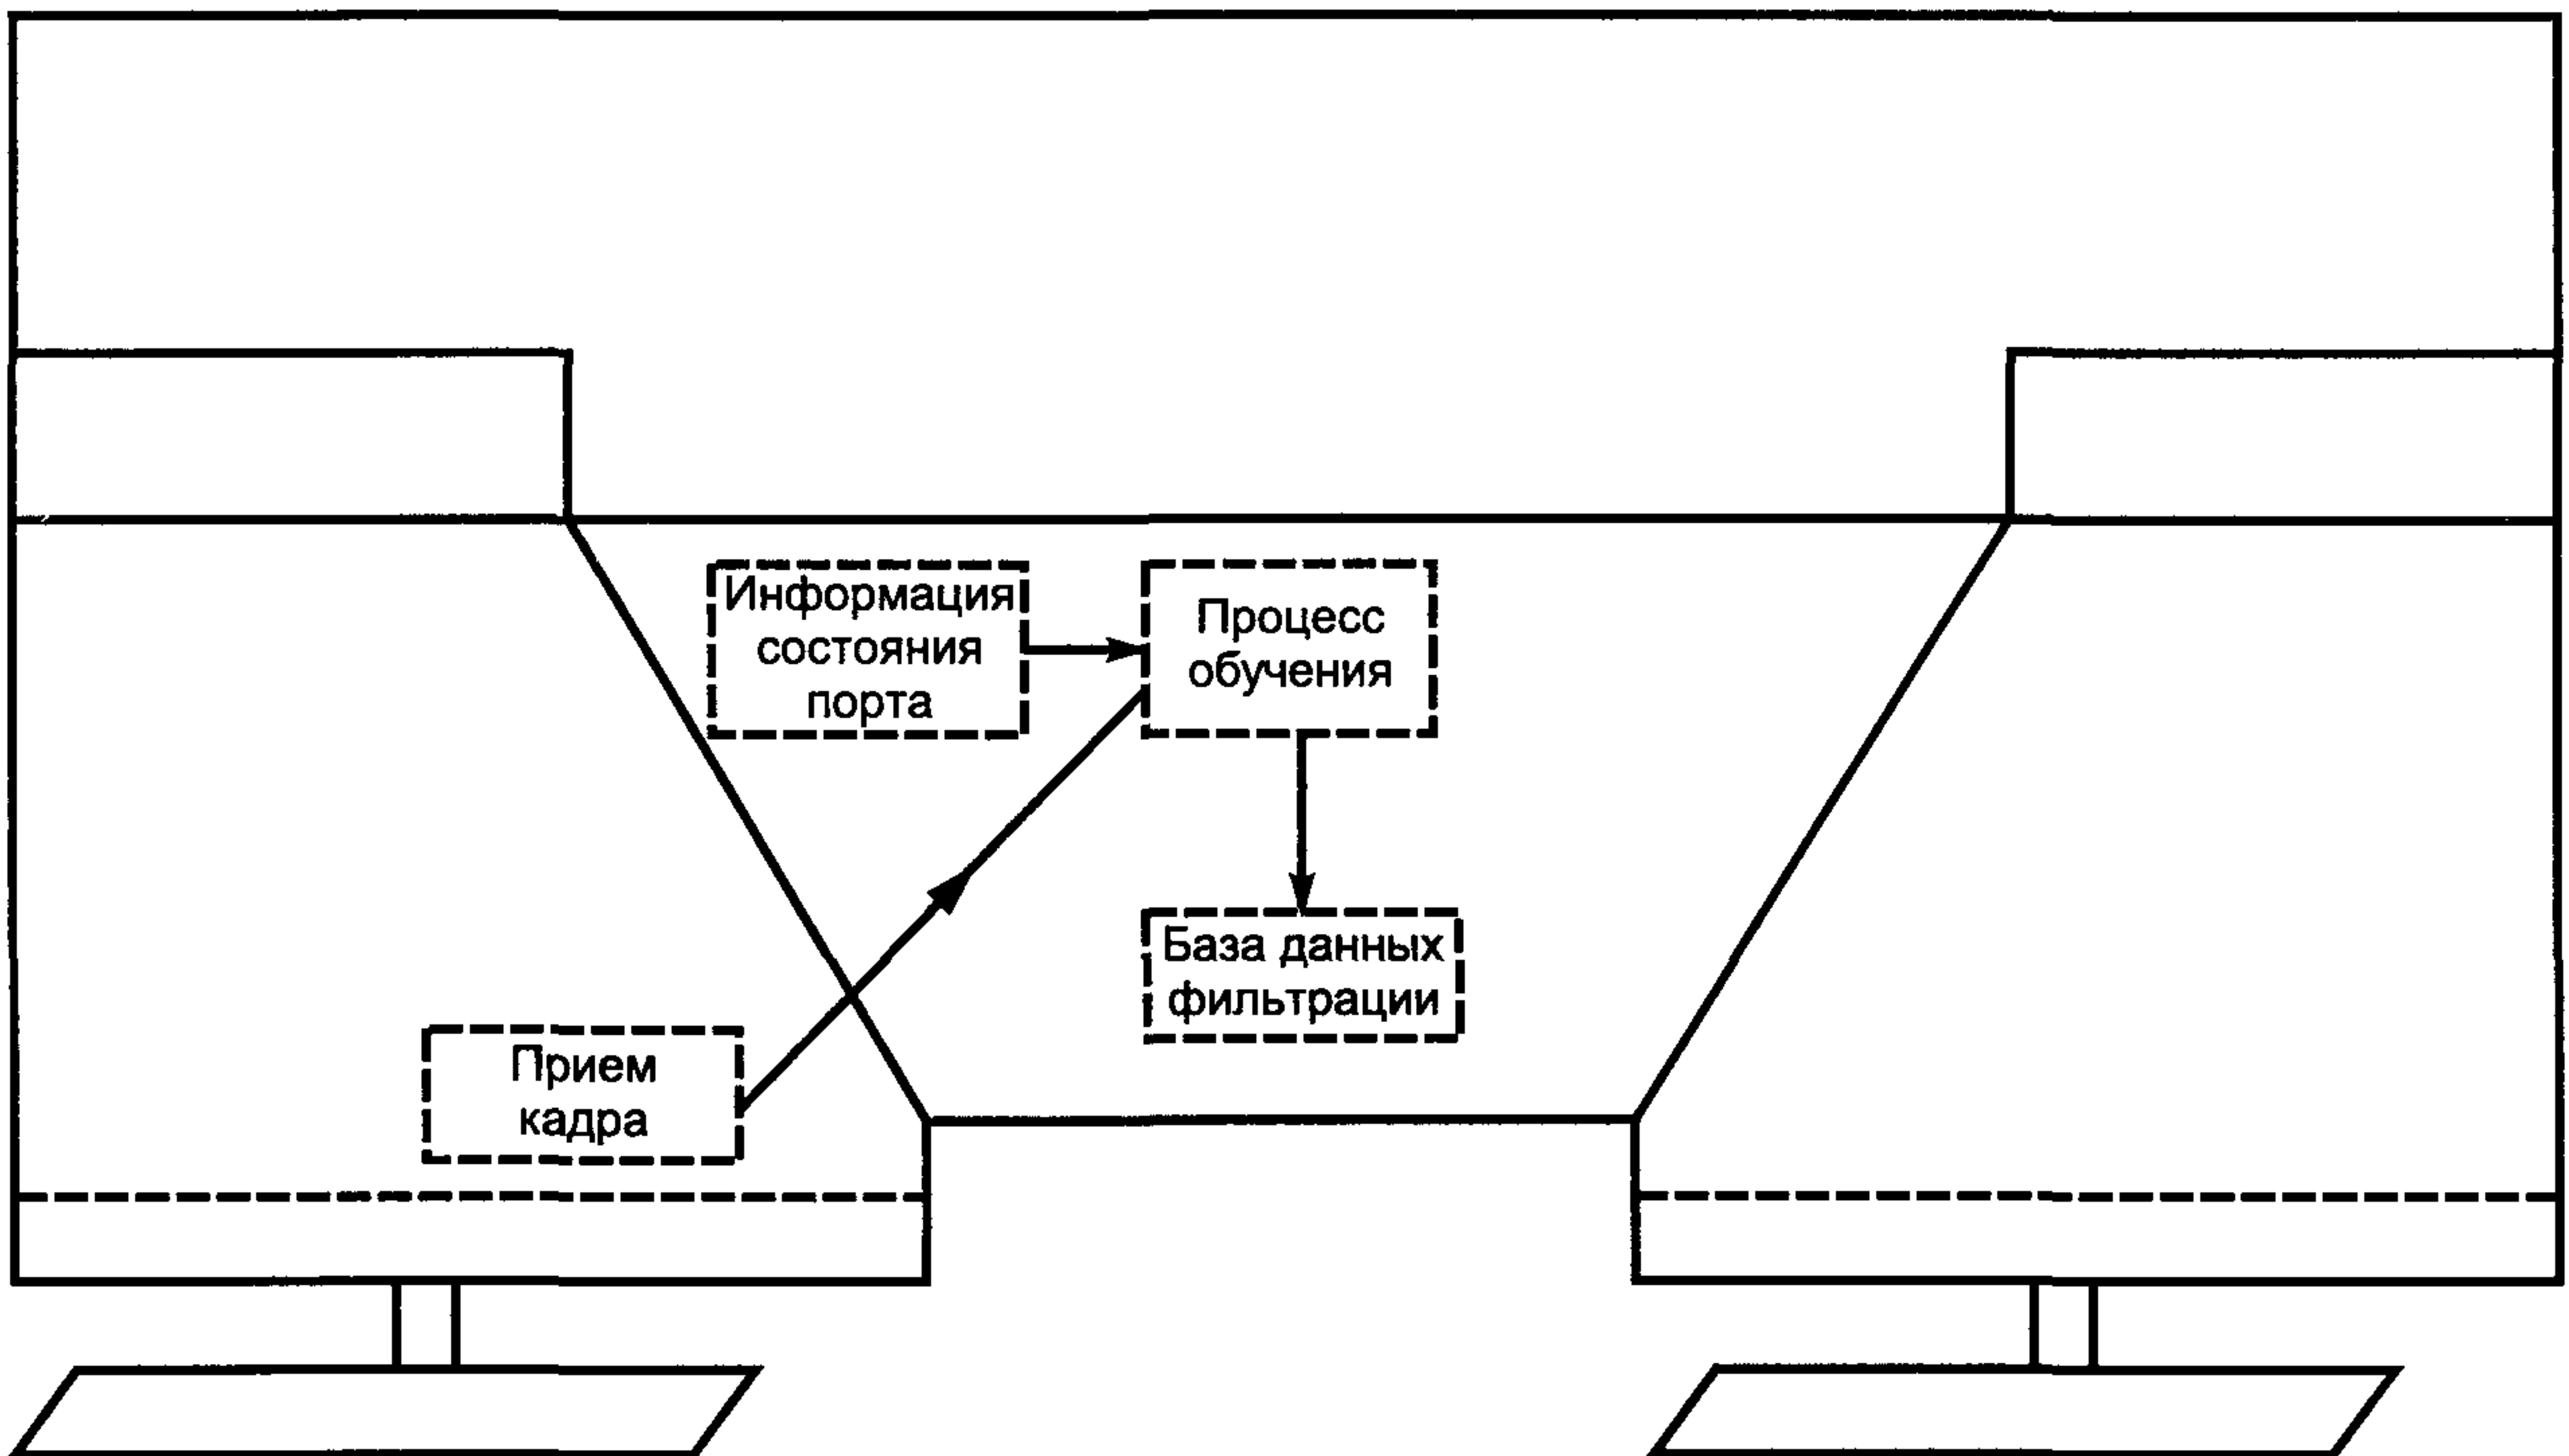 Информация
состояния
порта
Процесс
обучения
База данных
фильтрации
Прием
кадра